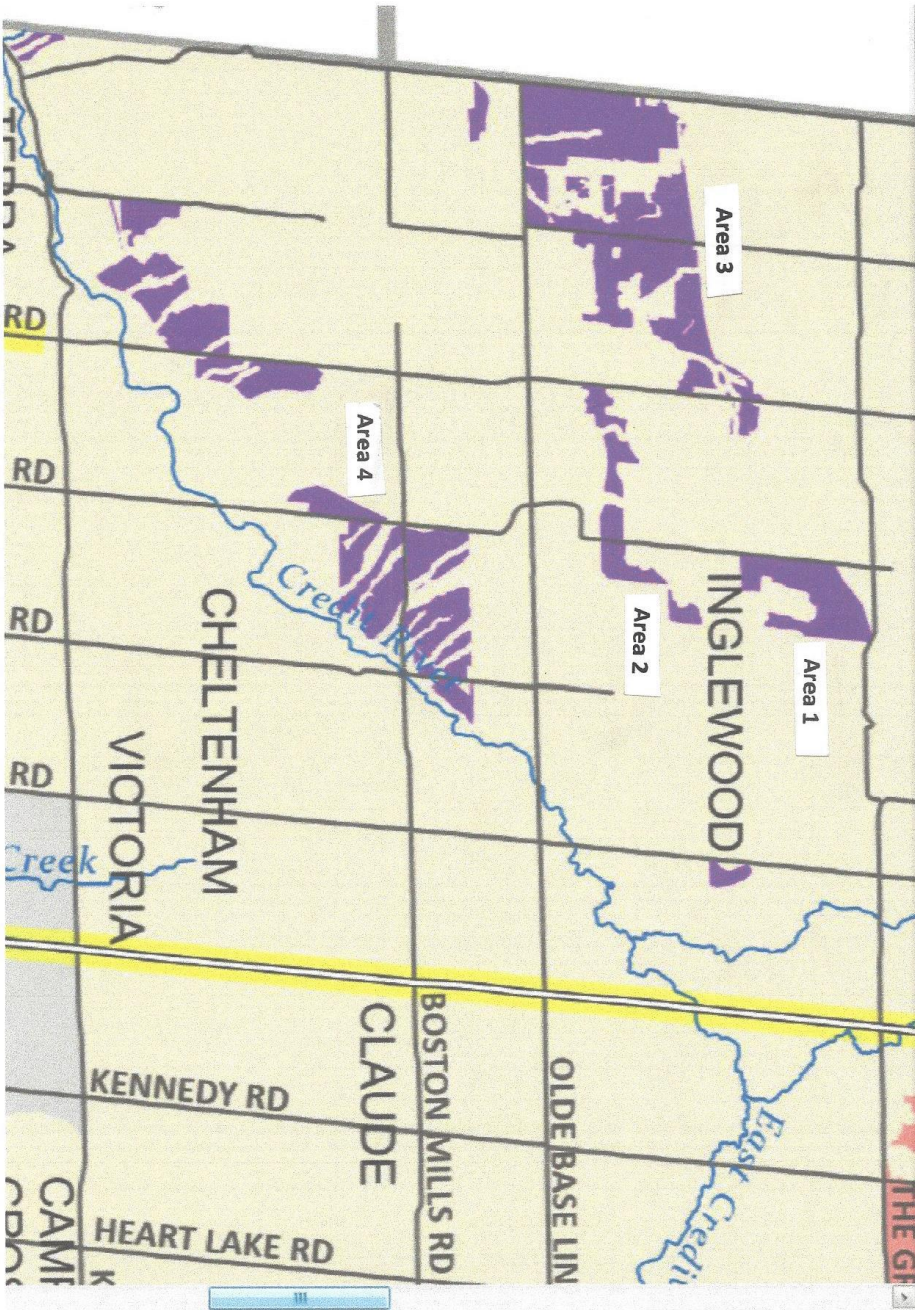 Area 1
Area 3
East Credi
INGLEWOOD
Area 2
OLDE BASE LIN
BOSTON MILLS RD
Area 4
CLAUDE
Credit River
CHELTENHAM
KENNEDY RD
HEART LAKE RD
VICTORIA
Creek
RD
RD
RD
RD